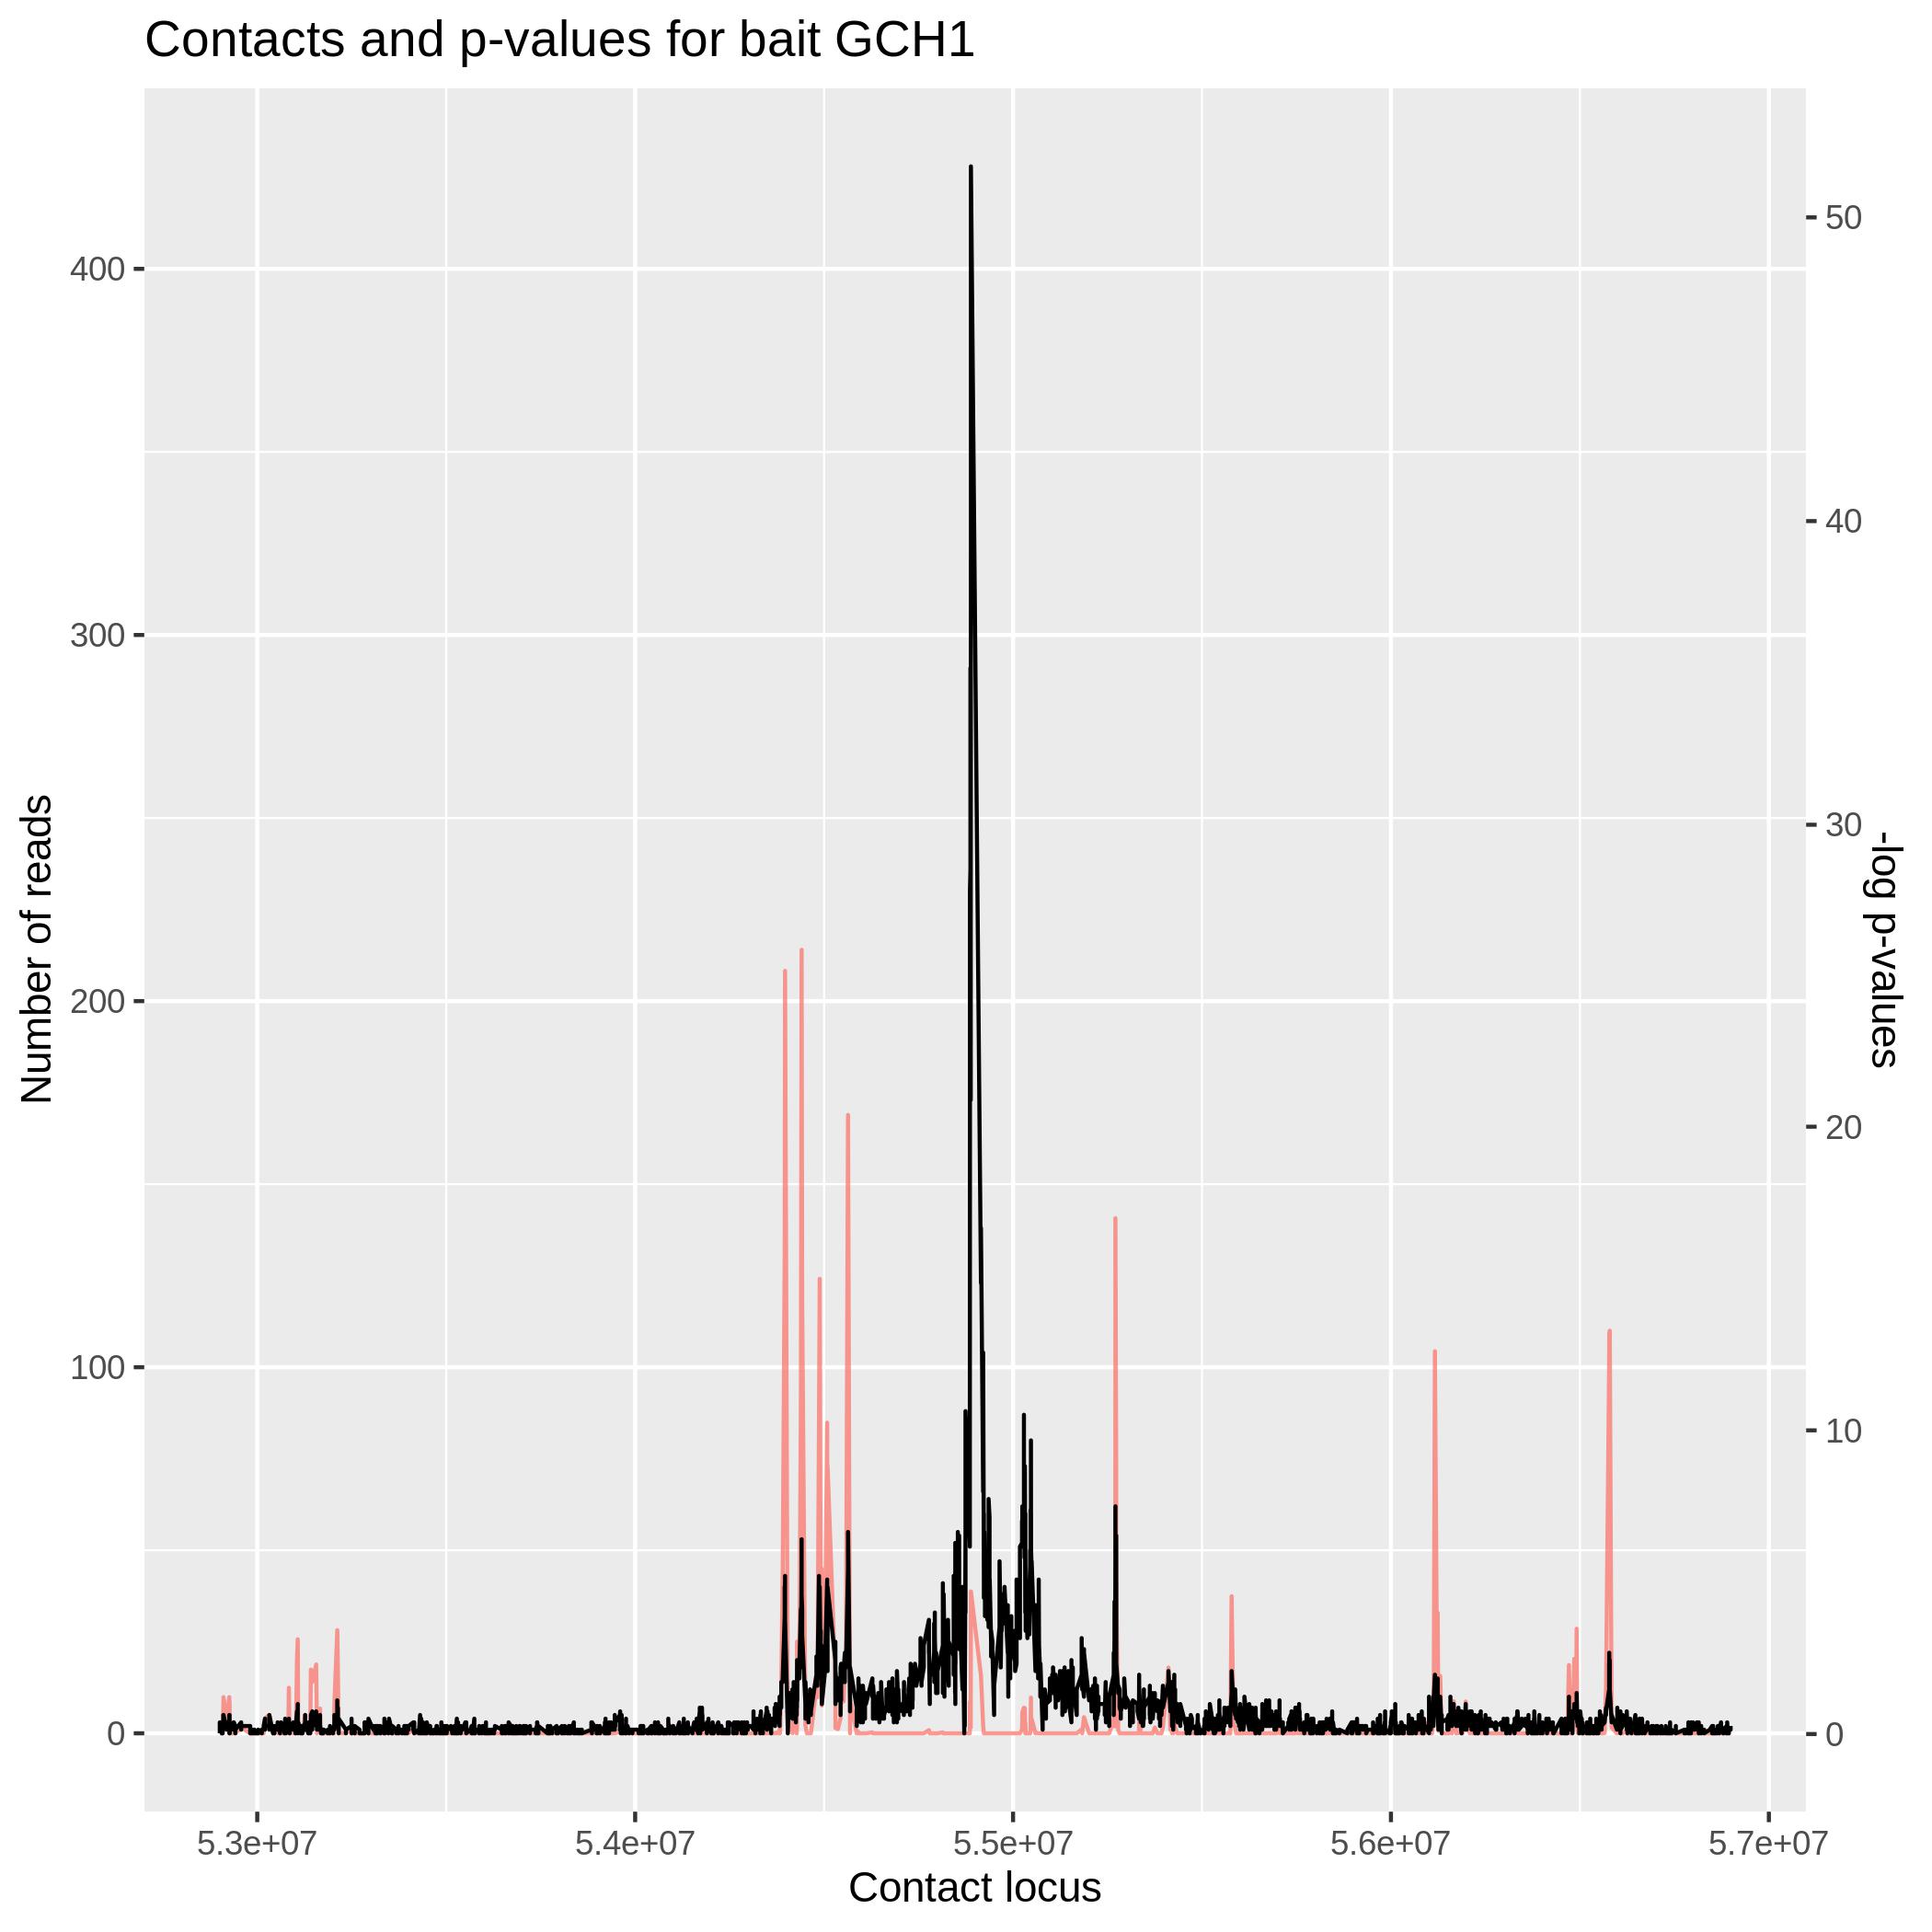 Contacts and p-values for bait GCH1
400
300
200
100
0
Number of reads
50
40
30
20
10
0
-log p-values
5.3e+07 5.4e+07 5.5e+07 5.6e+07 5.7e+07
Contact locus